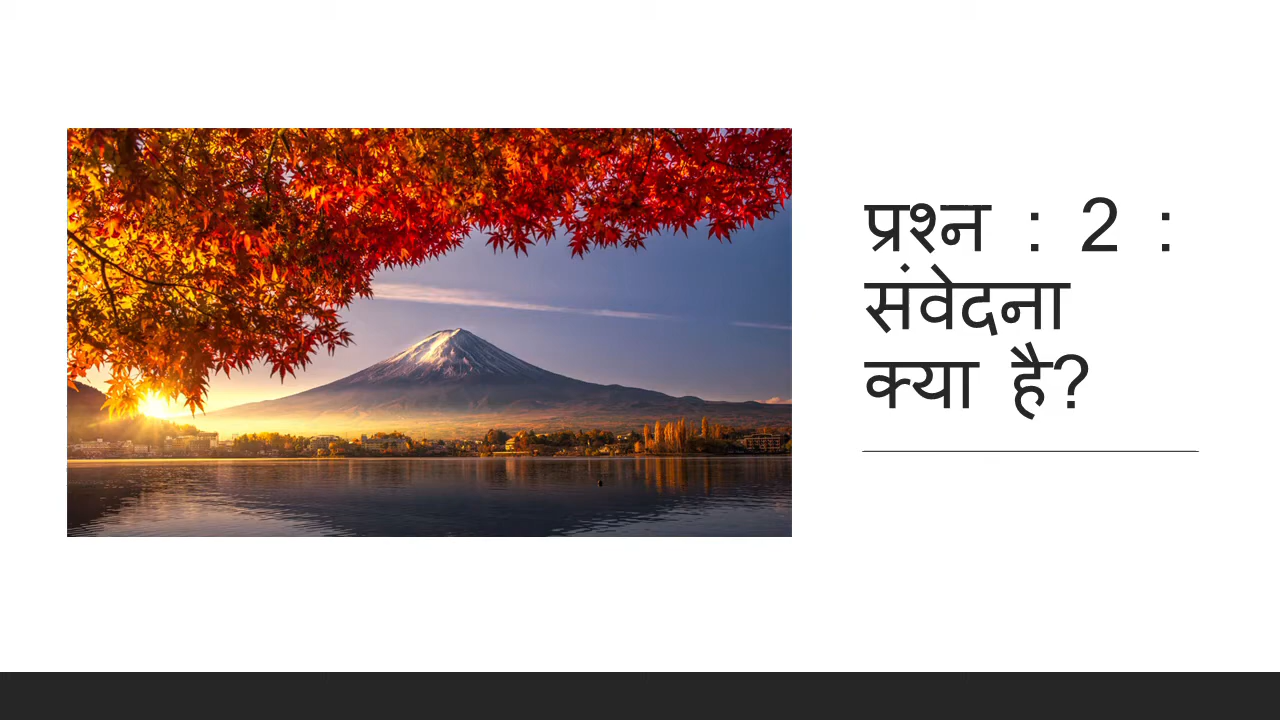 प्रश्न : 2 :
संवेदना
क्या है?